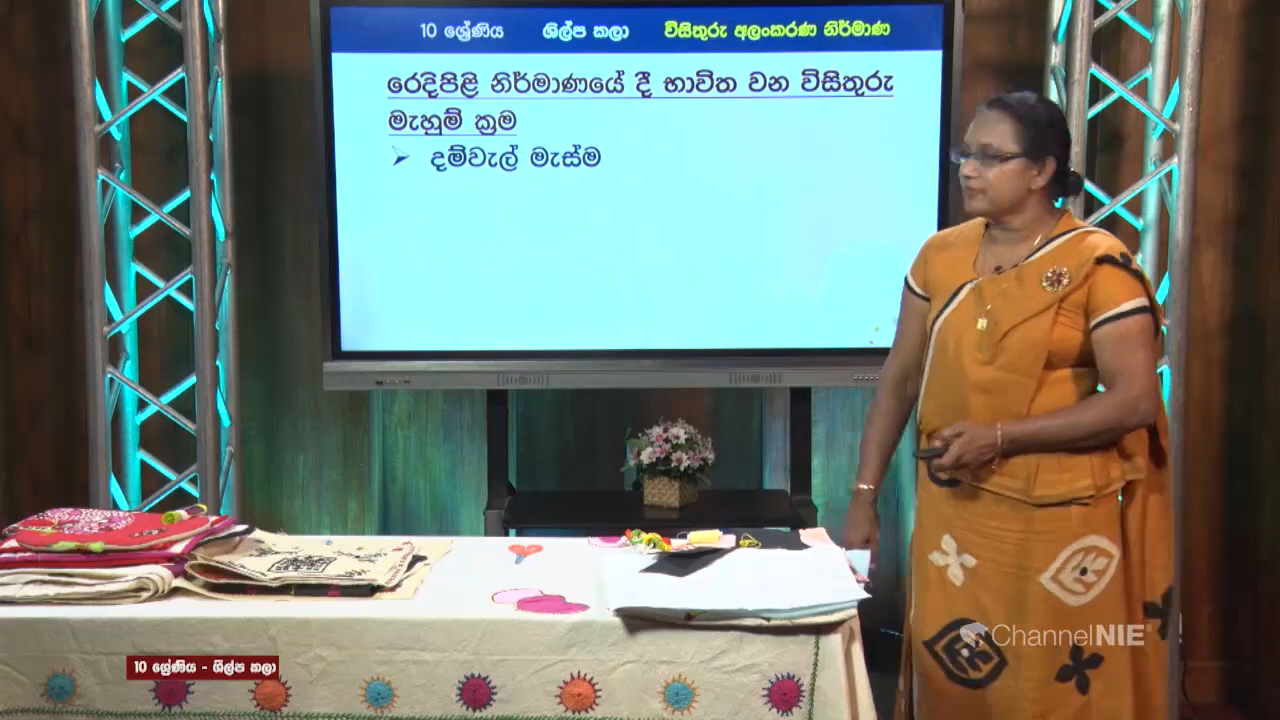 10 ශ්‍රේණිය ශිල්ප කලා විසිතුරු අලංකරණ නිර්මාණ
රෙදිපිළි නිර්මාණයේ දී භාවිත වන විසිතුරු
මැහුම් ක්‍රම
➢ දම්වැල් මැස්ම
ChannelNIE
10 ශ්‍රේණිය - ශිල්ප කලා